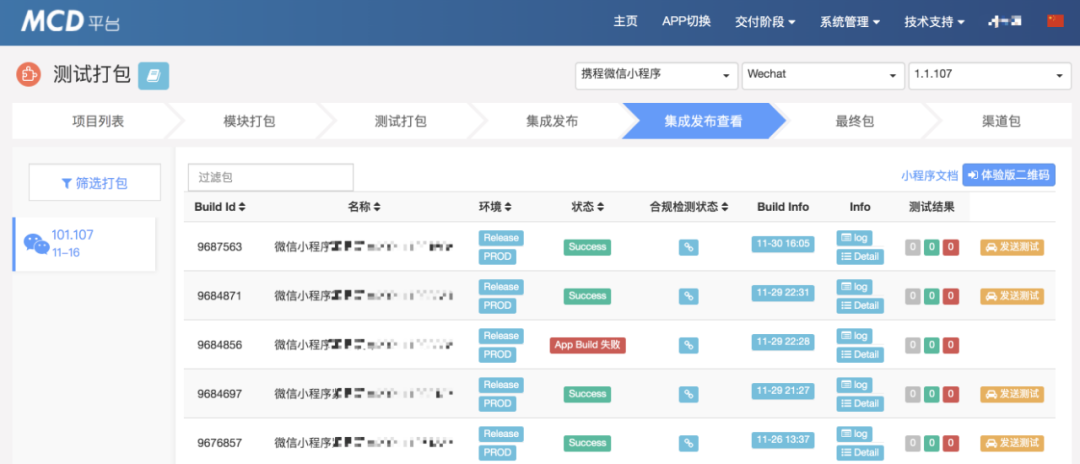 MCD平台 主页 APP切换 交付阶段 系统管理 技术支持
测试打包 携程微信小程序 Wechat 1.1.107
项目列表 模块打包 测试打包 集成发布 集成发布查看 最终包 渠道包
筛选打包
101.107
11-16
过滤包 小程序文档 体验版二维码
Build Id 名称 环境 状态 合规检测状态 Build Info Info 测试结果
9687563 微信小程序 Release PROD Success 11-30 16:05 log Detail 0 0 0 发送测试
9684871 微信小程序 Release PROD Success 11-29 22:31 log Detail 0 0 0 发送测试
9684856 微信小程序 Release PROD App Build 失败 11-29 22:28 log Detail 0 0 0
9684697 微信小程序 Release PROD Success 11-29 21:27 log Detail 0 0 0 发送测试
9676857 微信小程序 Release PROD Success 11-26 13:37 log Detail 0 0 0 发送测试